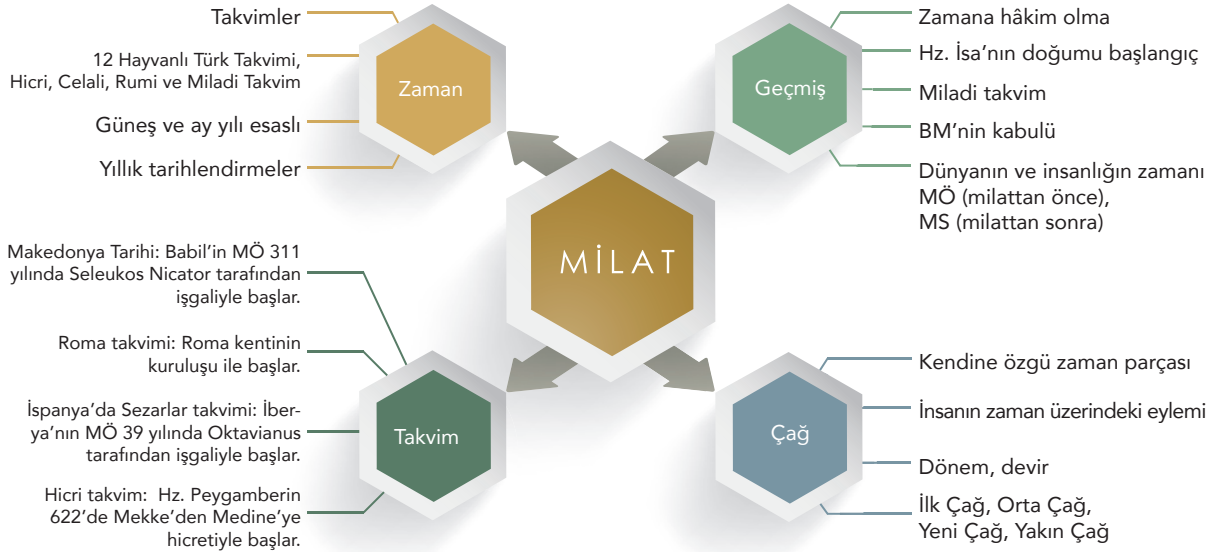 Takvimler
12 Hayvanlı Türk Takvimi,
Hicri, Celali, Rumi ve Miladi Takvim
Güneş ve ay yılı esaslı
Yıllık tarihlendirmeler
Zaman
Geçmiş
Zamana hâkim olma
Hz. İsa’nın doğumu başlangıç
Miladi takvim
BM’nin kabulü
Dünyanın ve insanlığın zamanı
MÖ (milattan önce),
MS (milattan sonra)
MİLAT
Makedonya Tarihi: Babil’in MÖ 311
yılında Seleukos Nicator tarafından
işgaliyle başlar.
Roma takvimi: Roma kentinin
kuruluşu ile başlar.
İspanya’da Sezarlar takvimi: İber-
ya’nın MÖ 39 yılında Oktavianus
tarafından işgaliyle başlar.
Hicri takvim: Hz. Peygamberin
622’de Mekke’den Medine’ye
hicretiyle başlar.
Takvim
Çağ
Kendine özgü zaman parçası
İnsanın zaman üzerindeki eylemi
Dönem, devir
İlk Çağ, Orta Çağ,
Yeni Çağ, Yakın Çağ